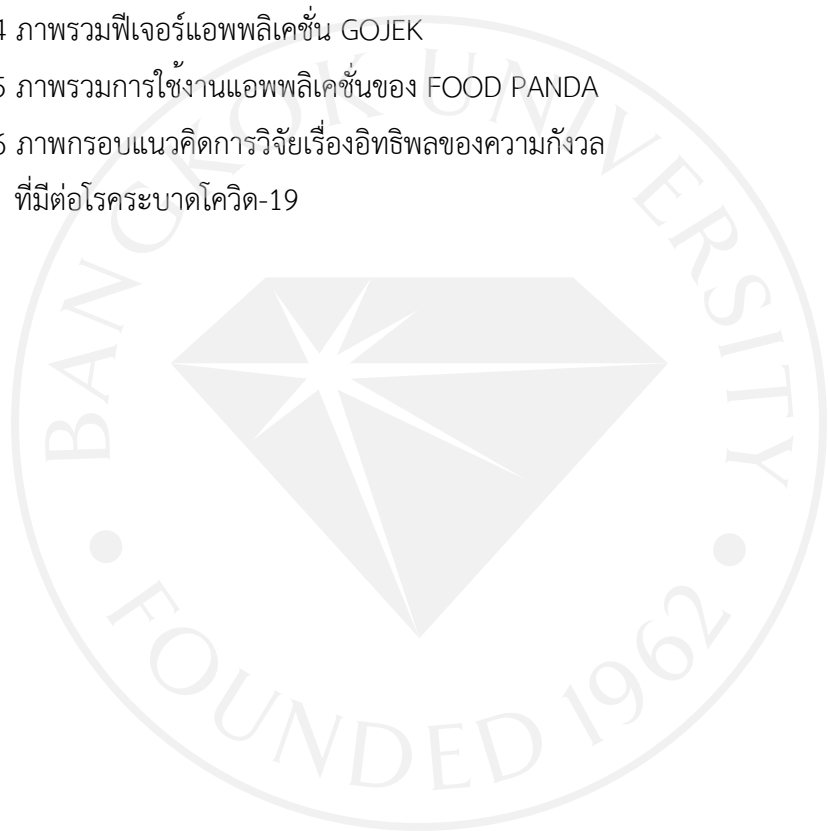 4 ภาพรวมฟีเจอร์แอพพลิเคชั่น GOJEK
5 ภาพรวมการใช้งานแอพพลิเคชั่นของ FOOD PANDA
6 ภาพกรอบแนวคิดการวิจัยเรื่องอิทธิพลของความกังวล
ที่มีต่อโรคระบาดโควิด-19
BANGKOK UNIVERSITY
FOUNDED 1962